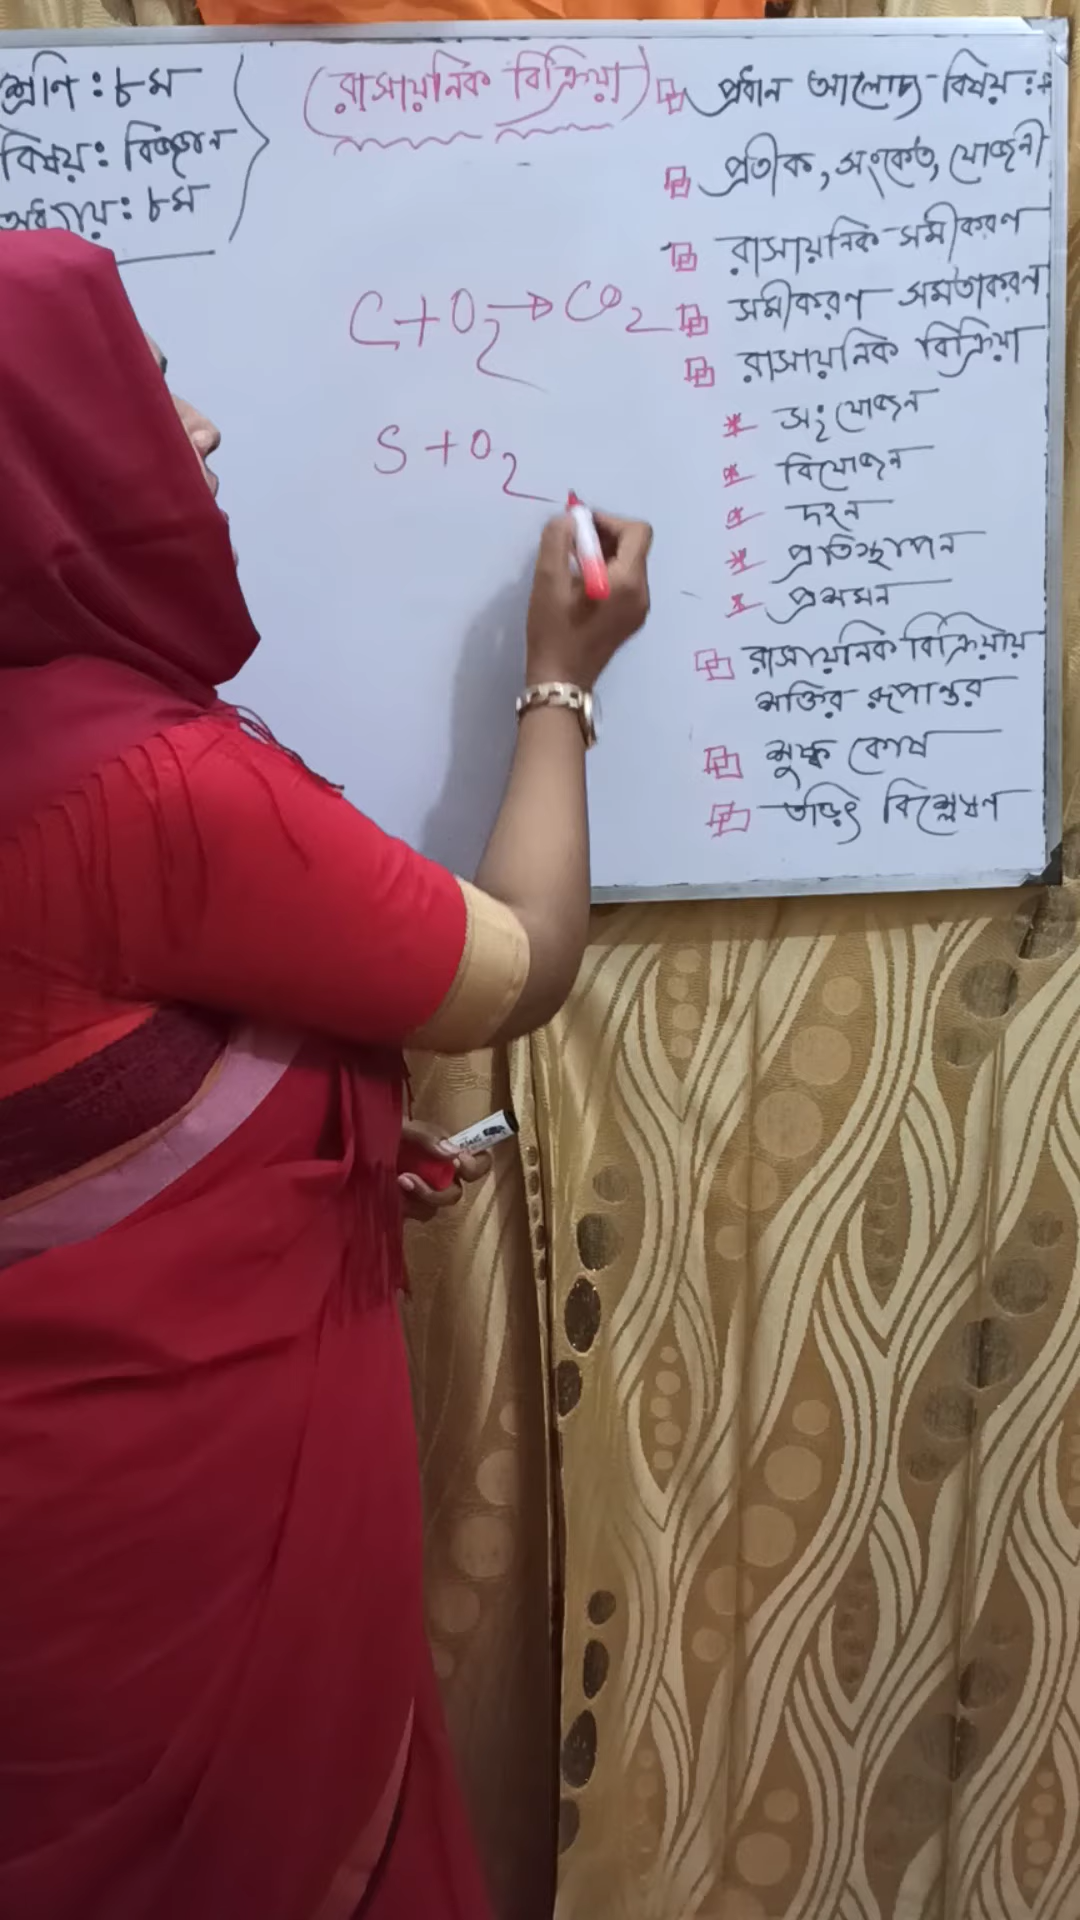 শ্রেণি : ৮ম
বিষয় : বিজ্ঞান
অধ্যায় : ৮ম
(রাসায়নিক বিক্রিয়া)
C + O2 → CO2
S + O2
প্রধান আলোচ্য বিষয় :-
প্রতীক, সংকেত, যোজনী
রাসায়নিক সমীকরণ
সমীকরণ সমতাকরণ
রাসায়নিক বিক্রিয়া
* সংযোজন
* বিযোজন
* দহন
* প্রতিস্থাপন
* প্রশমন
রাসায়নিক বিক্রিয়ায়
শক্তির রূপান্তর
শুষ্ক কোষ
তড়িৎ বিশ্লেষণ